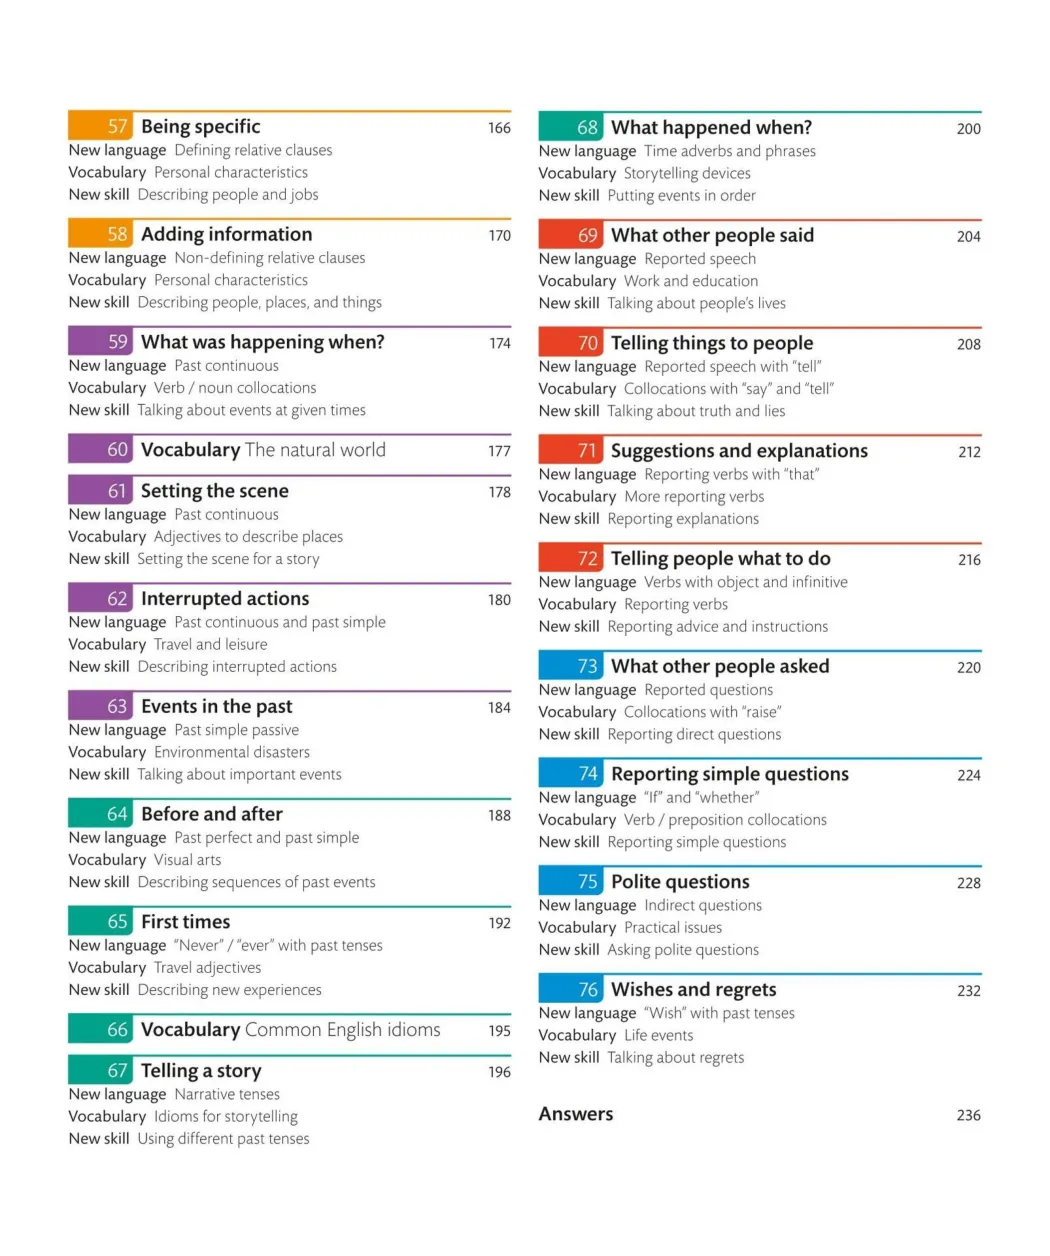 57 Being specific 166
New language Defining relative clauses
Vocabulary Personal characteristics
New skill Describing people and jobs
58 Adding information 170
New language Non-defining relative clauses
Vocabulary Personal characteristics
New skill Describing people, places, and things
59 What was happening when? 174
New language Past continuous
Vocabulary Verb / noun collocations
New skill Talking about events at given times
60 Vocabulary The natural world 177
61 Setting the scene 178
New language Past continuous
Vocabulary Adjectives to describe places
New skill Setting the scene for a story
62 Interrupted actions 180
New language Past continuous and past simple
Vocabulary Travel and leisure
New skill Describing interrupted actions
63 Events in the past 184
New language Past simple passive
Vocabulary Environmental disasters
New skill Talking about important events
64 Before and after 188
New language Past perfect and past simple
Vocabulary Visual arts
New skill Describing sequences of past events
65 First times 192
New language “Never” / “ever” with past tenses
Vocabulary Travel adjectives
New skill Describing new experiences
66 Vocabulary Common English idioms 195
67 Telling a story 196
New language Narrative tenses
Vocabulary Idioms for storytelling
New skill Using different past tenses
68 What happened when? 200
New language Time adverbs and phrases
Vocabulary Storytelling devices
New skill Putting events in order
69 What other people said 204
New language Reported speech
Vocabulary Work and education
New skill Talking about people’s lives
70 Telling things to people 208
New language Reported speech with “tell”
Vocabulary Collocations with “say” and “tell”
New skill Talking about truth and lies
71 Suggestions and explanations 212
New language Reporting verbs with “that”
Vocabulary More reporting verbs
New skill Reporting explanations
72 Telling people what to do 216
New language Verbs with object and infinitive
Vocabulary Reporting verbs
New skill Reporting advice and instructions
73 What other people asked 220
New language Reported questions
Vocabulary Collocations with “raise”
New skill Reporting direct questions
74 Reporting simple questions 224
New language “If” and “whether”
Vocabulary Verb / preposition collocations
New skill Reporting simple questions
75 Polite questions 228
New language Indirect questions
Vocabulary Practical issues
New skill Asking polite questions
76 Wishes and regrets 232
New language “Wish” with past tenses
Vocabulary Life events
New skill Talking about regrets
Answers 236